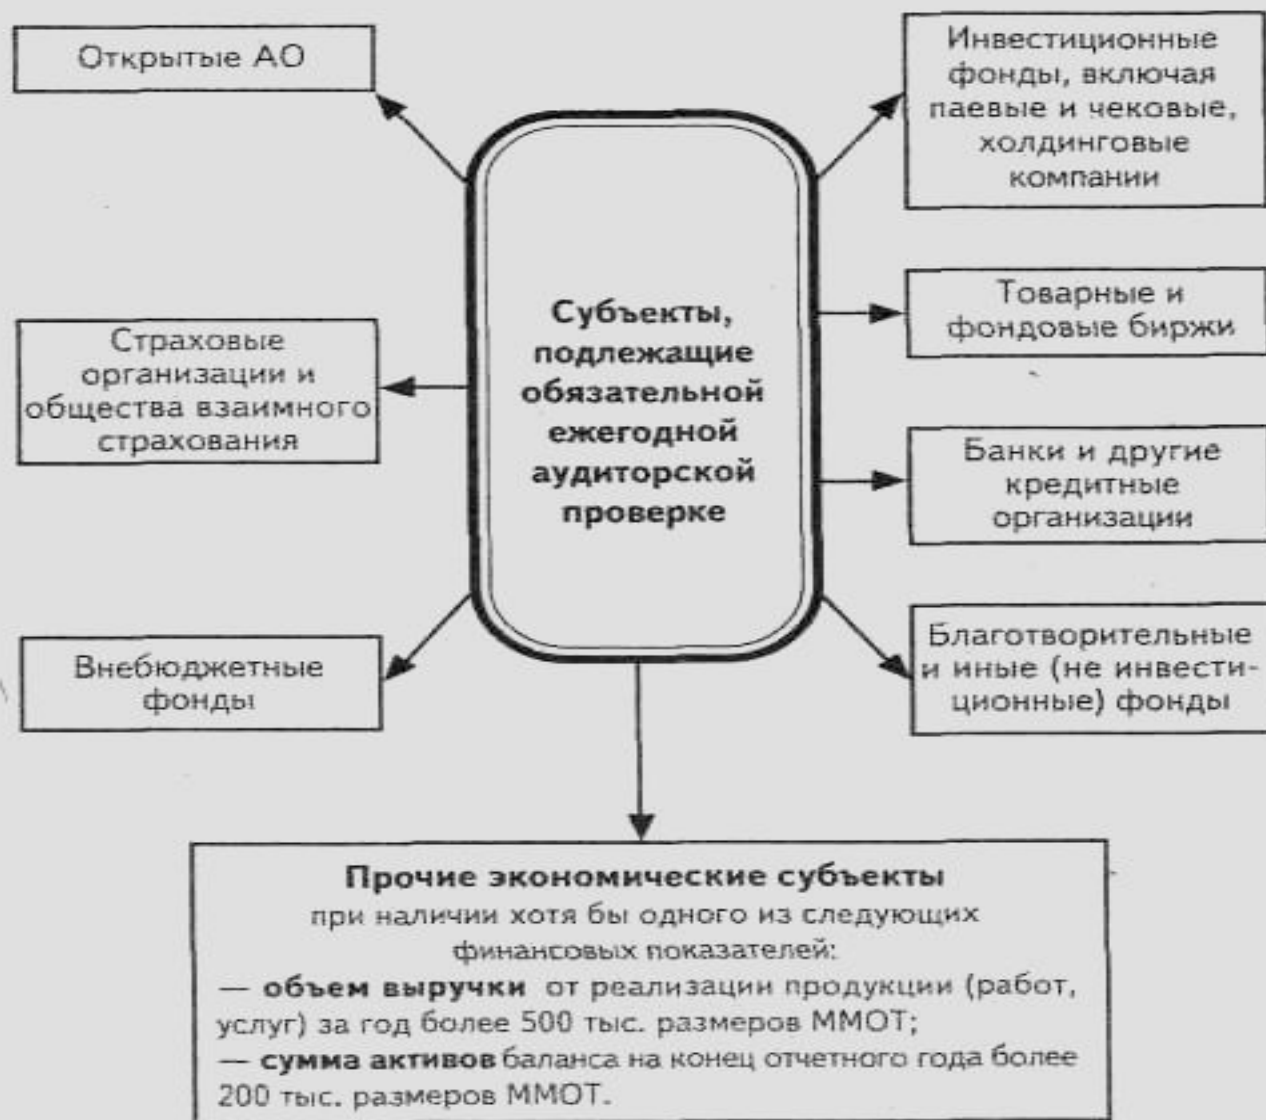 Открытые АО
Инвестиционные
фонды, включая
паевые и чековые,
холдинговые
компании
Субъекты,
подлежащие
обязательной
ежегодной
аудиторской
проверке
Товарные и
фондовые биржи
Страховые
организации и
общества взаимного
страхования
Банки и другие
кредитные
организации
Внебюджетные
фонды
Благотворительные
и иные (не инвести-
ционные) фонды
Прочие экономические субъекты
при наличии хотя бы одного из следующих
финансовых показателей:
— объем выручки от реализации продукции (работ,
услуг) за год более 500 тыс. размеров ММОТ;
— сумма активов баланса на конец отчетного года более
200 тыс. размеров ММОТ.